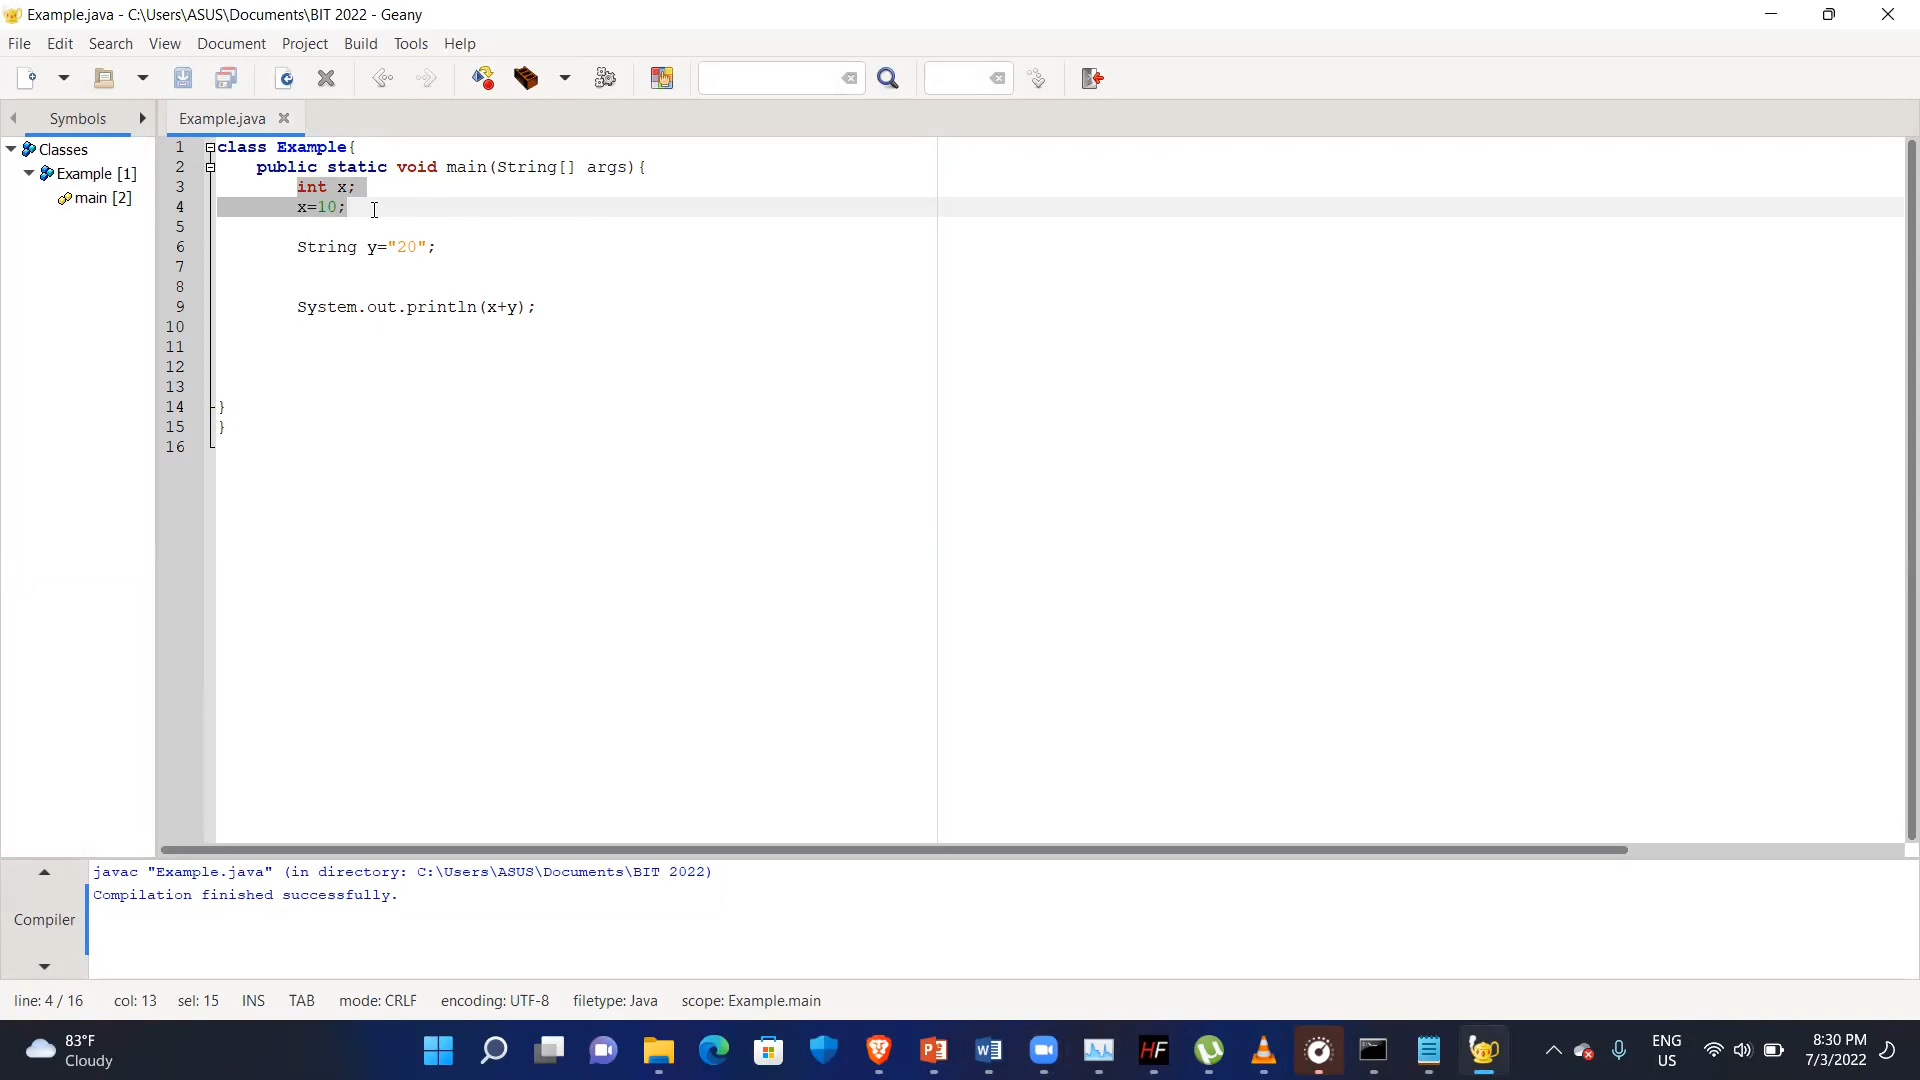 Example.java - C:\Users\ASUS\Documents\BIT 2022 - Geany
File Edit Search View Document Project Build Tools Help
Symbols
Example.java
Classes
Example [1]
main [2]
1 class Example{
2 public static void main(String[] args){
3 int x;
4 x=10;
5
6 String y="20";
7
8
9 System.out.println(x+y);
10
11
12
13
14 }
15 }
16
Compiler
javac "Example.java" (in directory: C:\Users\ASUS\Documents\BIT 2022)
Compilation finished successfully.
line: 4 / 16 col: 13 sel: 15 INS TAB mode: CRLF encoding: UTF-8 filetype: Java scope: Example.main
83°F
Cloudy
HF
ENG
US
8:30 PM
7/3/2022